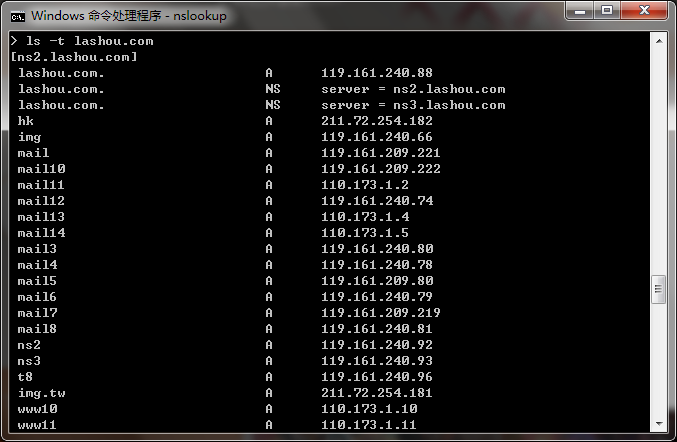 Windows 命令处理程序 - nslookup
> ls -t lashou.com
[ns2.lashou.com]
lashou.com. A 119.161.240.88
lashou.com. NS server = ns2.lashou.com
lashou.com. NS server = ns3.lashou.com
hk A 211.72.254.182
img A 119.161.240.66
mail A 119.161.209.221
mail10 A 119.161.209.222
mail11 A 110.173.1.2
mail12 A 119.161.240.74
mail13 A 110.173.1.4
mail14 A 110.173.1.5
mail3 A 119.161.240.80
mail4 A 119.161.240.78
mail5 A 119.161.209.80
mail6 A 119.161.240.79
mail7 A 119.161.209.219
mail8 A 119.161.240.81
ns2 A 119.161.240.92
ns3 A 119.161.240.93
t8 A 119.161.240.96
img.tw A 211.72.254.181
www10 A 110.173.1.10
www11 A 110.173.1.11